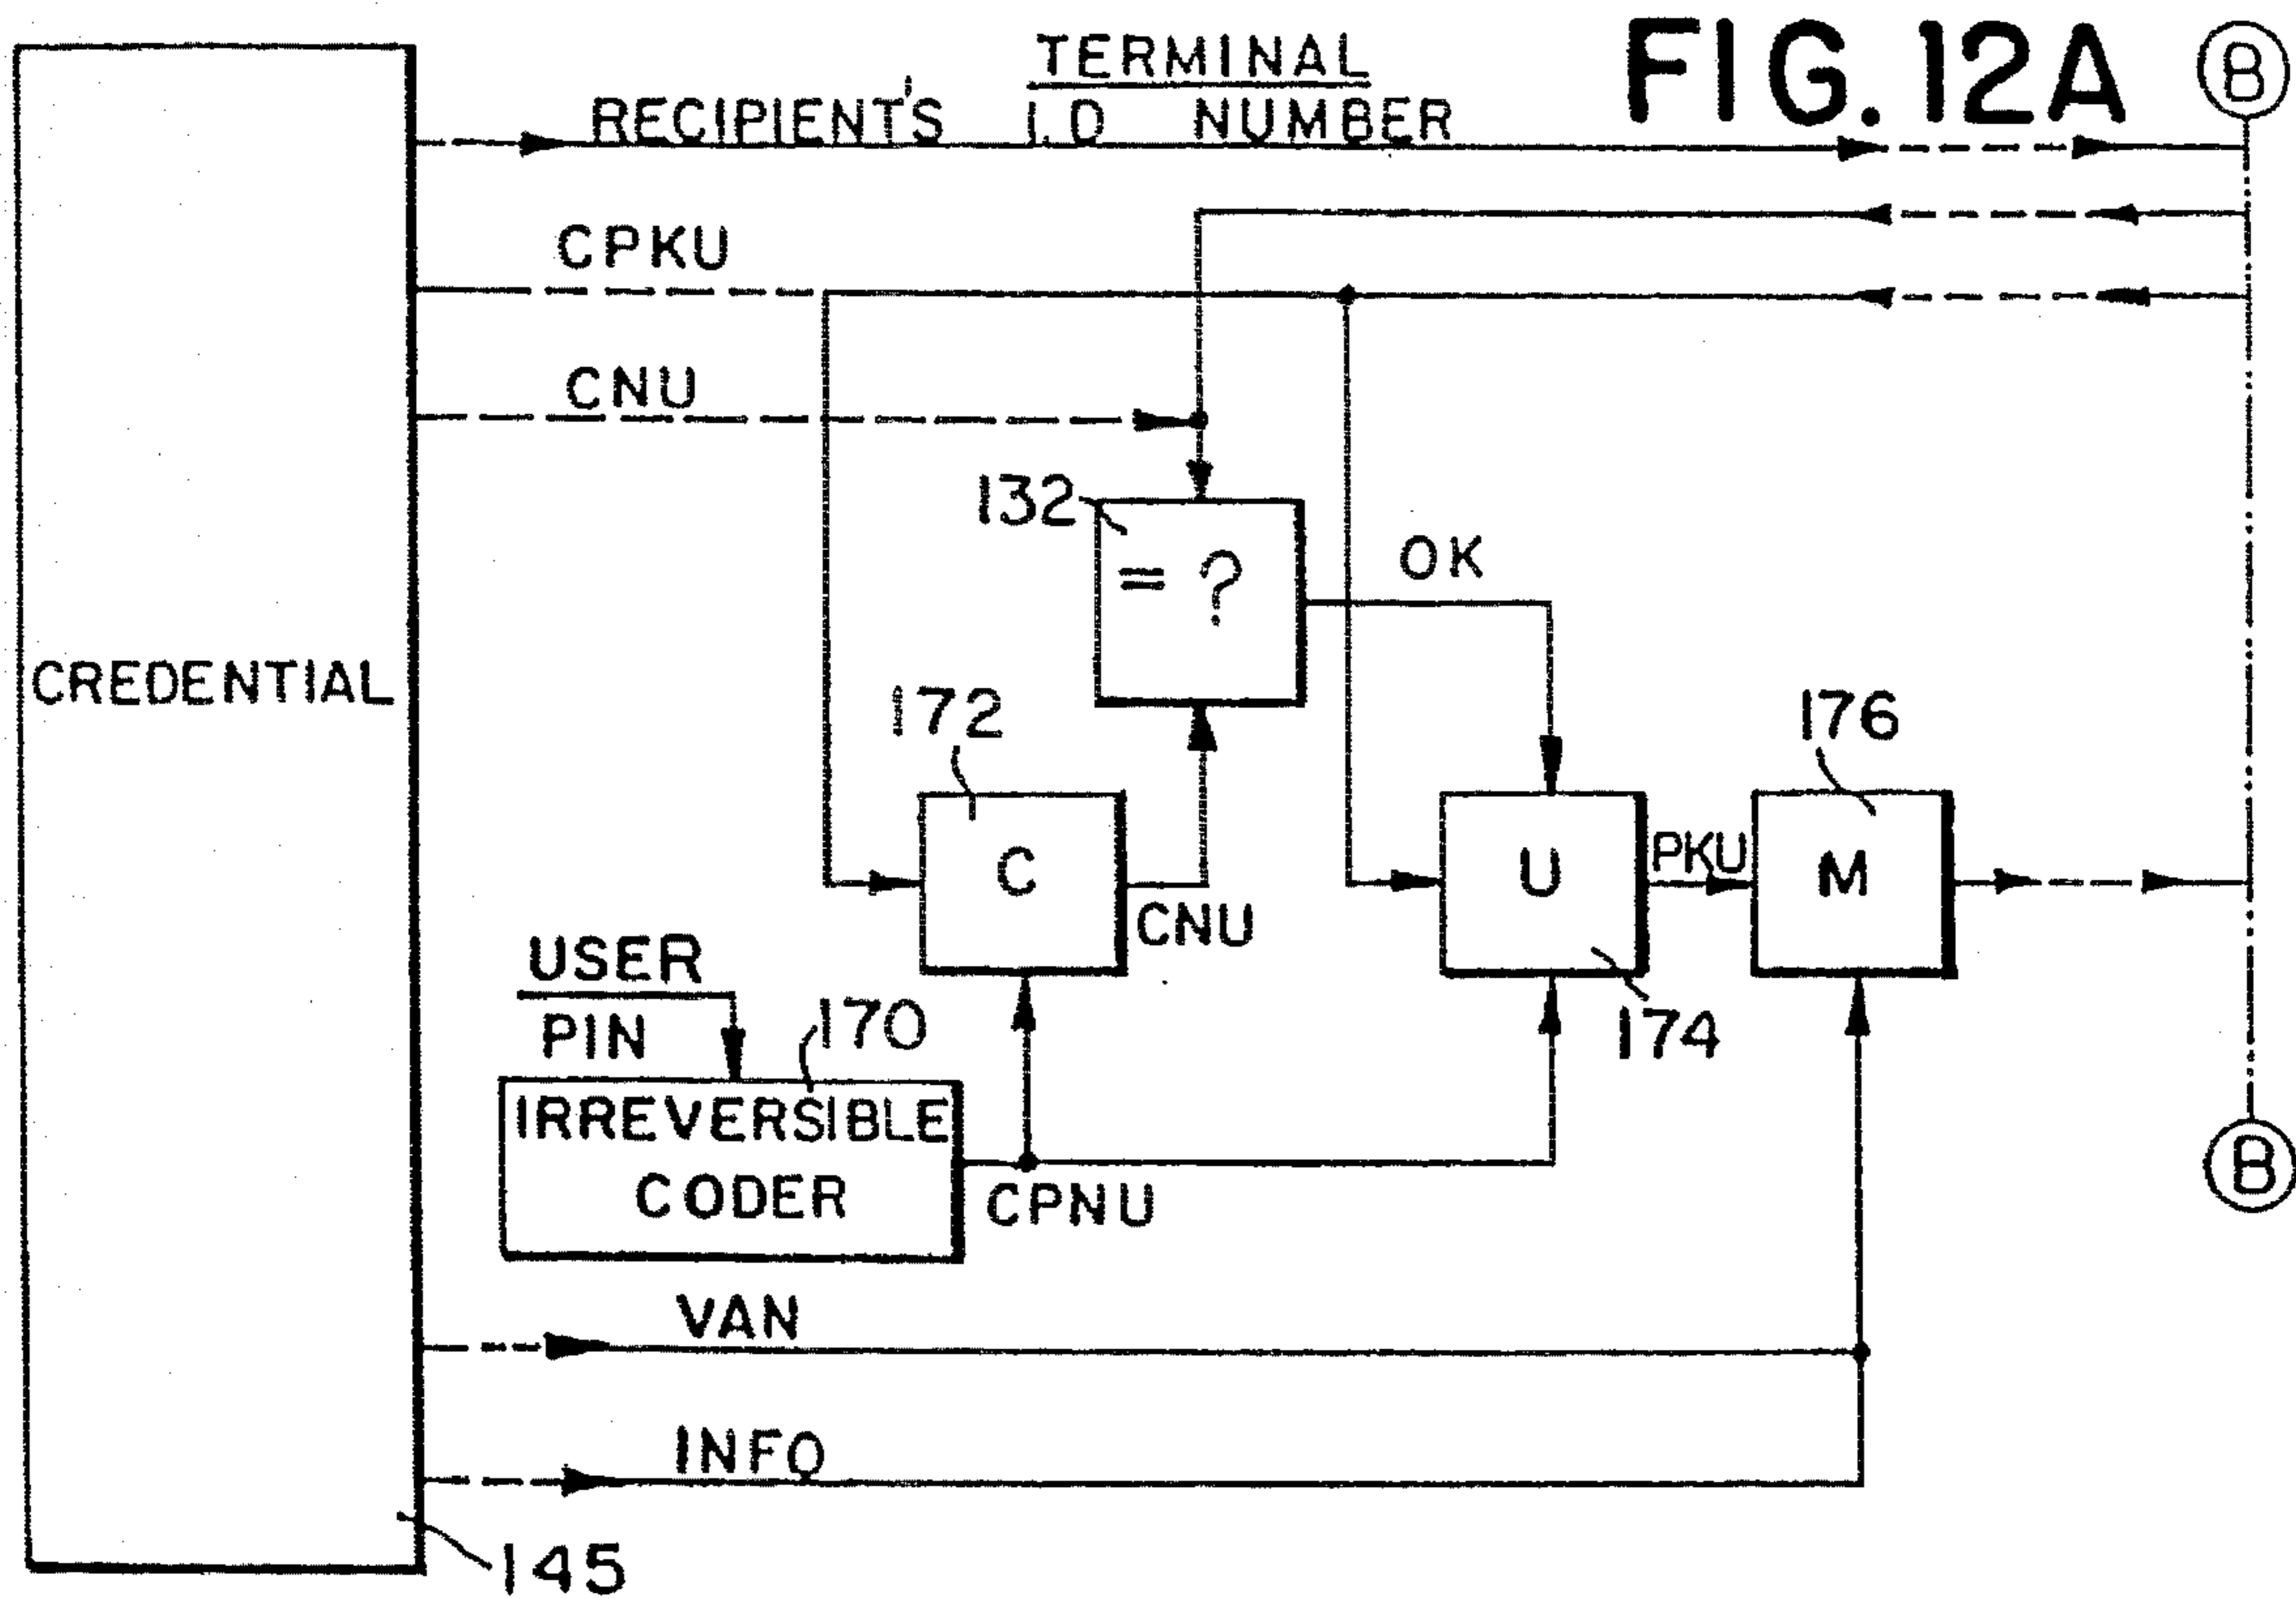 TERMINAL
FIG.12A
B
RECIPIENT'S I.D NUMBER
CPKU
CNU
132
= ?
OK
CREDENTIAL
172
176
C
U
PKU
M
CNU
USER
PIN
170
174
IRREVERSIBLE
CODER
CPNU
B
VAN
INFO
145